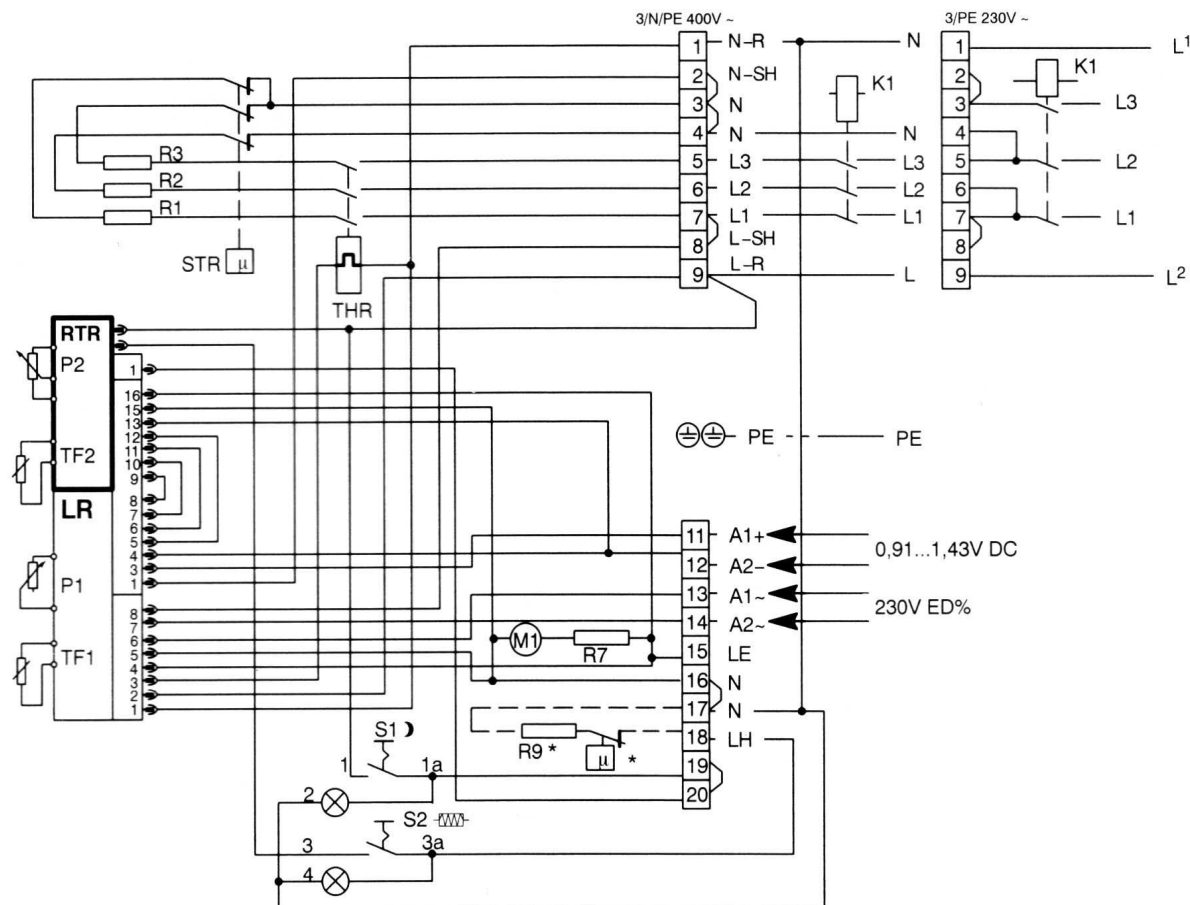 3/N/PE 400V ~
3/PE 230V ~
1 N-R N
1 L1
2 N-SH
K1
2
K1
3 N
3 L3
4 N N
4
R3
5 L3 L3
5 L2
R2
6 L2 L2
6
R1
7 L1 L1
7 L1
STR µ
8 L-SH
8
THR
9 L-R L
9 L2
RTR
P2
1
16
15
13
12
11
10
9
8
7
6
5
4
3
1
TF2
LR
P1
TF1
8
7
6
5
4
3
2
1
PE PE
11 A1+
0,91...1,43V DC
12 A2-
13 A1~
230V ED%
14 A2~
M1 R7
15 LE
16 N
17 N
R9 * µ *
18 LH
S1
1 1a
19
2
20
S2
3 3a
4